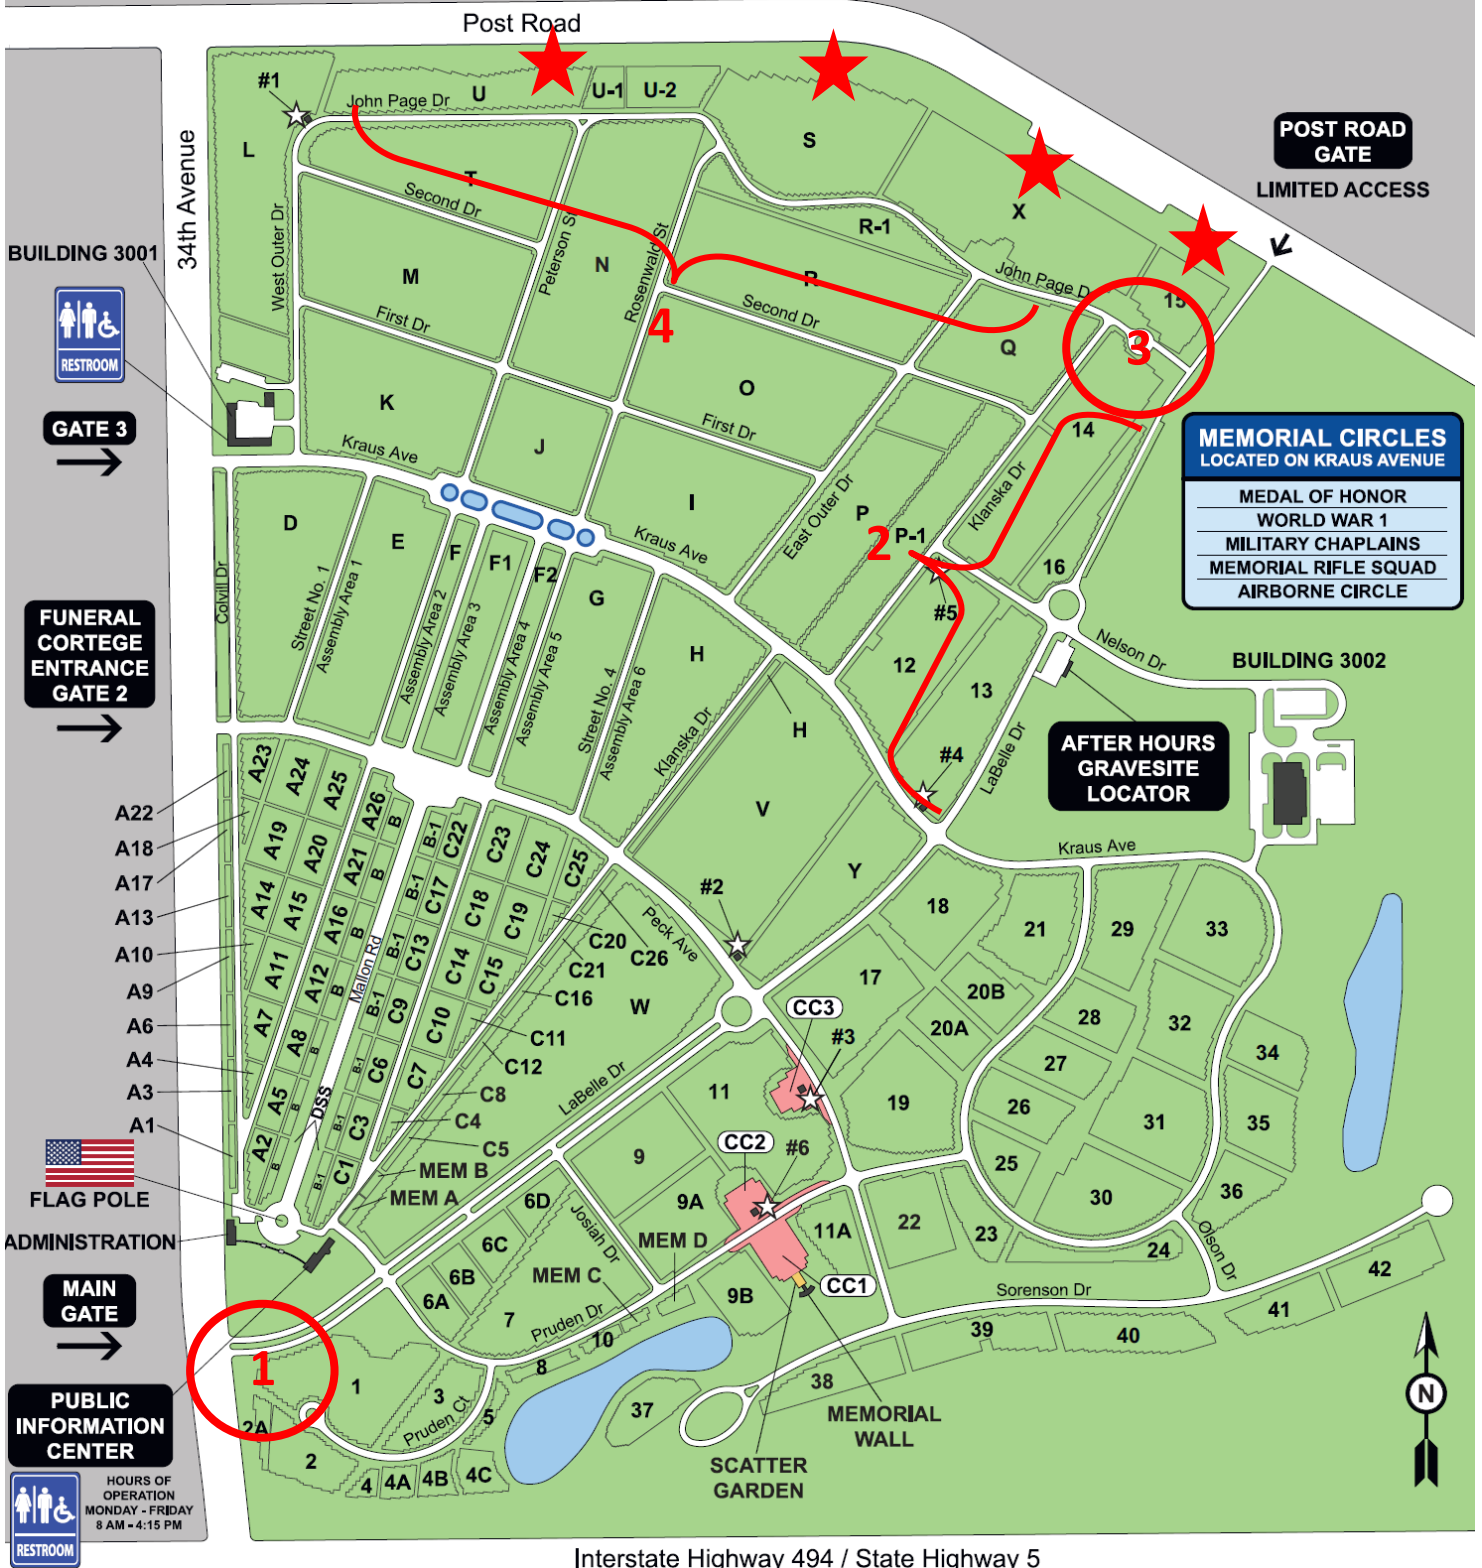 Post Road
#1
John Page Dr
U
U-1
U-2
S
POST ROAD
GATE
LIMITED ACCESS
34th Avenue
L
T
Second Dr
X
R-1
BUILDING 3001
West Outer Dr
M
Peterson St
N
Rosenwald St
R
John Page D
15
First Dr
4
Second Dr
Q
3
RESTROOM
GATE 3
K
O
Kraus Ave
J
First Dr
14
MEMORIAL CIRCLES
LOCATED ON KRAUS AVENUE
MEDAL OF HONOR
WORLD WAR 1
MILITARY CHAPLAINS
MEMORIAL RIFLE SQUAD
AIRBORNE CIRCLE
D
E
F
F1
F2
G
I
Kraus Ave
East Outer Dr
P
2
P-1
Klanska Dr
16
#5
Colvill Dr
Street No. 1
Assembly Area 1
Assembly Area 2
Assembly Area 3
Assembly Area 4
Assembly Area 5
Street No. 4
Assembly Area 6
H
12
13
Nelson Dr
BUILDING 3002
FUNERAL
CORTEGE
ENTRANCE
GATE 2
Klanska Dr
H
#4
LaBelle Dr
AFTER HOURS
GRAVESITE
LOCATOR
A23
A24
A25
A26
B
B-1
C22
C23
C24
C25
V
Y
Kraus Ave
A22
A18
A17
A13
A10
A9
A6
A4
A3
A1
A19
A20
A21
B
B-1
C17
C18
C19
C20
C21
C26
Peck Ave
#2
18
21
29
33
A14
A15
A16
B
Mallon Rd
B-1
C13
C14
C15
C16
W
17
20B
20A
28
32
A11
A12
B
B-1
C9
C10
C11
C12
CC3
#3
27
34
A7
A8
B
B-1
C6
C7
C8
LaBelle Dr
11
19
26
31
35
A5
B
DSS
B-1
C3
C4
C5
CC2
#6
25
A2
B
B-1
C1
MEM B
MEM A
9
9A
30
36
FLAG POLE
6D
Josiah Dr
MEM D
11A
22
23
24
Olson Dr
ADMINISTRATION
6C
6B
6A
MEM C
CC1
42
MAIN
GATE
7
Pruden Dr
9B
Sorenson Dr
41
1
1
10
8
39
40
PUBLIC
INFORMATION
CENTER
3
Pruden Ct
5
37
38
MEMORIAL
WALL
N
2A
2
4
4A
4B
4C
SCATTER
GARDEN
HOURS OF
OPERATION
MONDAY - FRIDAY
8 AM - 4:15 PM
RESTROOM
Interstate Highway 494 / State Highway 5